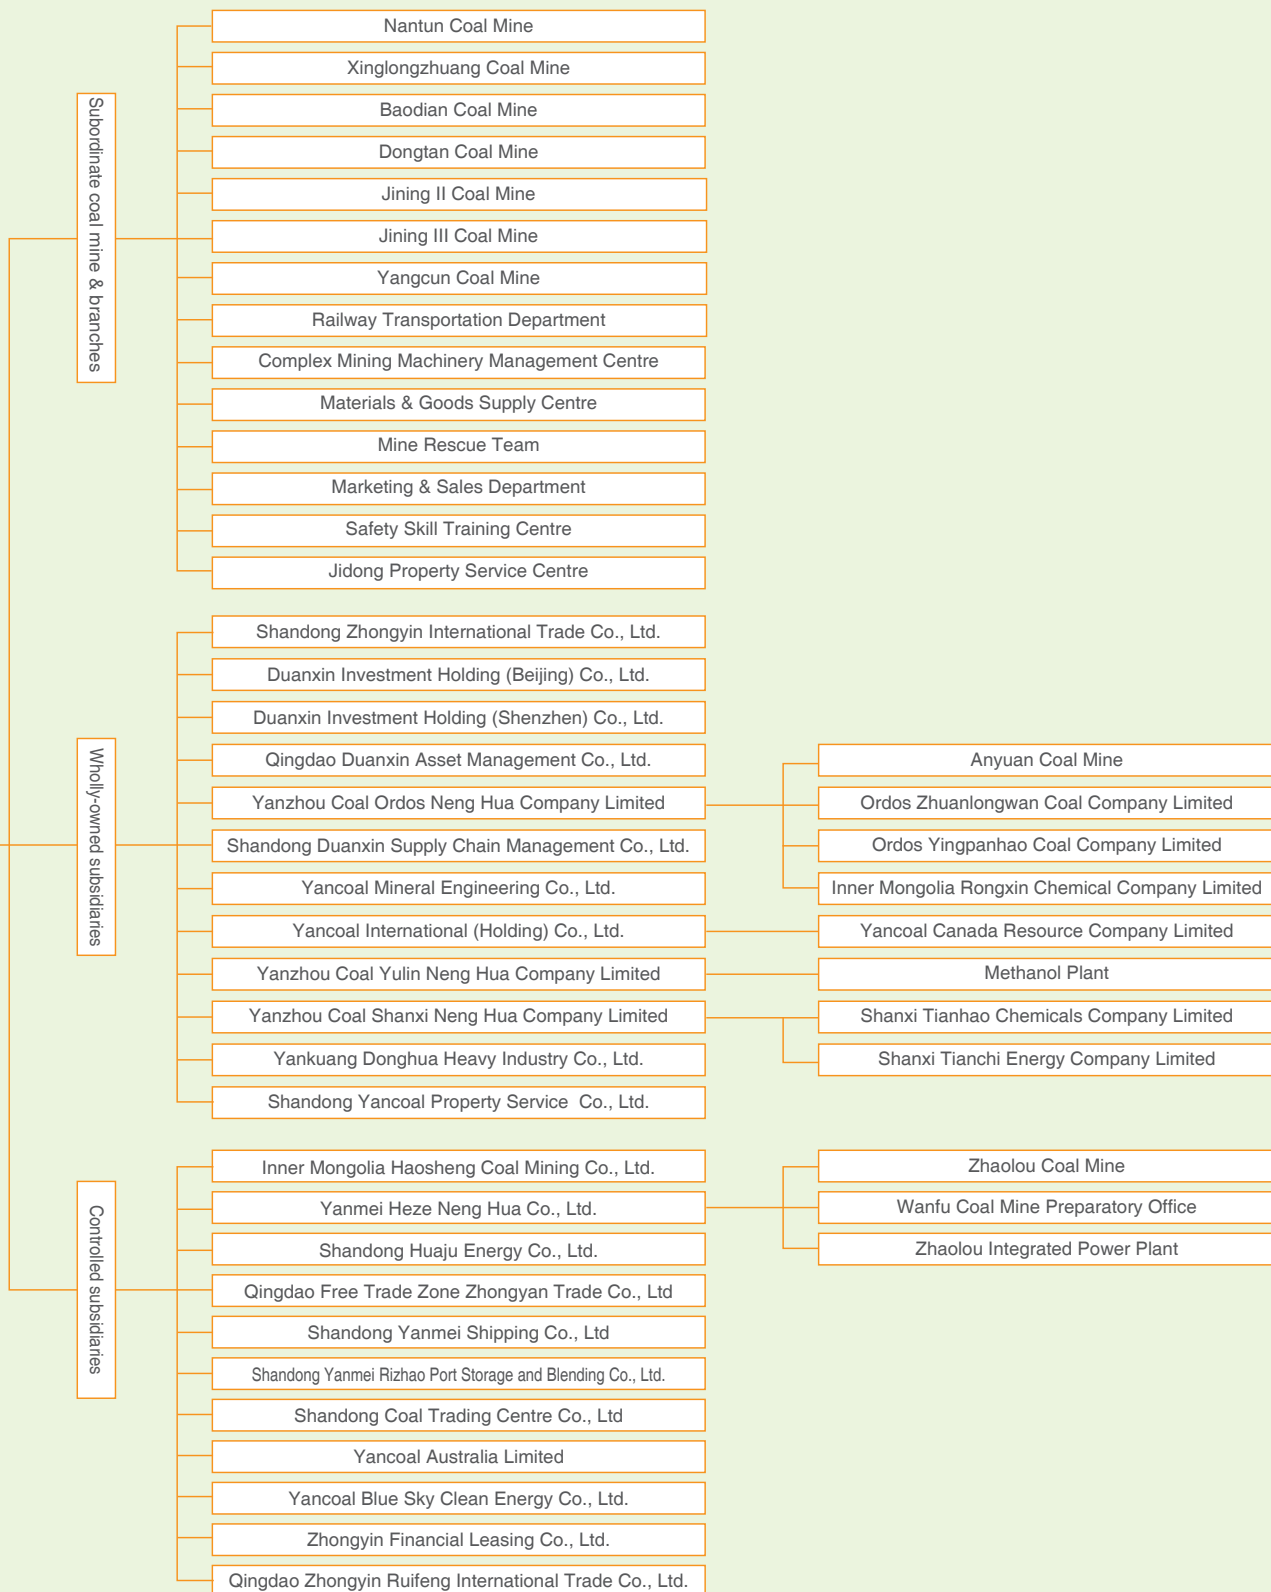 Subordinate coal mine & branches
Nantun Coal Mine
Xinglongzhuang Coal Mine
Baodian Coal Mine
Dongtan Coal Mine
Jining II Coal Mine
Jining III Coal Mine
Yangcun Coal Mine
Railway Transportation Department
Complex Mining Machinery Management Centre
Materials & Goods Supply Centre
Mine Rescue Team
Marketing & Sales Department
Safety Skill Training Centre
Jidong Property Service Centre
Wholly-owned subsidiaries
Shandong Zhongyin International Trade Co., Ltd.
Duanxin Investment Holding (Beijing) Co., Ltd.
Duanxin Investment Holding (Shenzhen) Co., Ltd.
Qingdao Duanxin Asset Management Co., Ltd.
Yanzhou Coal Ordos Neng Hua Company Limited
Anyuan Coal Mine
Ordos Zhuanlongwan Coal Company Limited
Ordos Yingpanhao Coal Company Limited
Inner Mongolia Rongxin Chemical Company Limited
Shandong Duanxin Supply Chain Management Co., Ltd.
Yancoal Mineral Engineering Co., Ltd.
Yancoal International (Holding) Co., Ltd.
Yancoal Canada Resource Company Limited
Yanzhou Coal Yulin Neng Hua Company Limited
Methanol Plant
Yanzhou Coal Shanxi Neng Hua Company Limited
Shanxi Tianhao Chemicals Company Limited
Shanxi Tianchi Energy Company Limited
Yankuang Donghua Heavy Industry Co., Ltd.
Shandong Yancoal Property Service Co., Ltd.
Controlled subsidiaries
Inner Mongolia Haosheng Coal Mining Co., Ltd.
Yanmei Heze Neng Hua Co., Ltd.
Zhaolou Coal Mine
Wanfu Coal Mine Preparatory Office
Zhaolou Integrated Power Plant
Shandong Huaju Energy Co., Ltd.
Qingdao Free Trade Zone Zhongyan Trade Co., Ltd
Shandong Yanmei Shipping Co., Ltd
Shandong Yanmei Rizhao Port Storage and Blending Co., Ltd.
Shandong Coal Trading Centre Co., Ltd
Yancoal Australia Limited
Yancoal Blue Sky Clean Energy Co., Ltd.
Zhongyin Financial Leasing Co., Ltd.
Qingdao Zhongyin Ruifeng International Trade Co., Ltd.